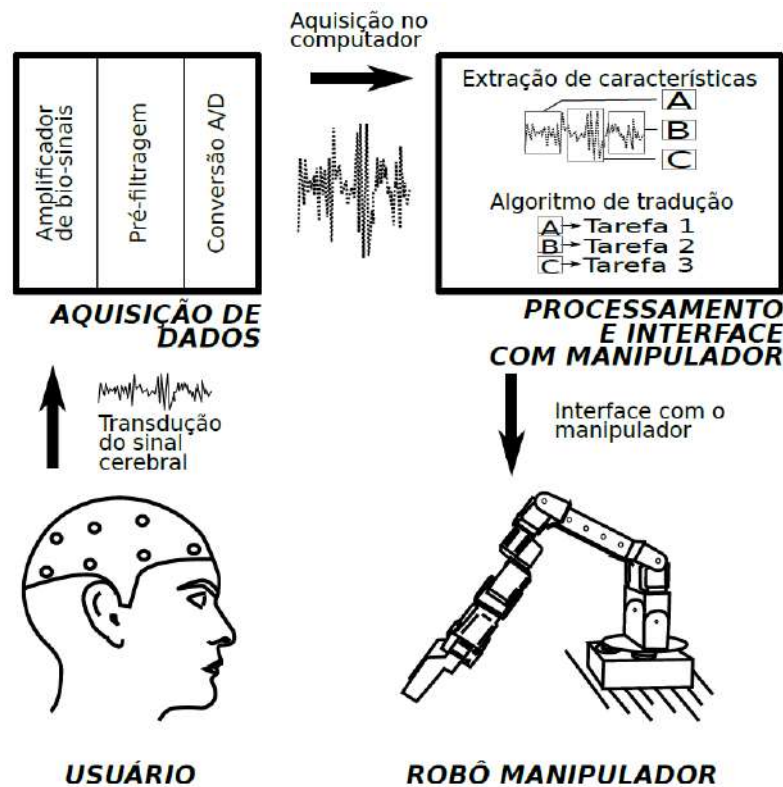 Aquisição no
computador
Amplificador
de bio-sinais
Pré-filtragem
Conversão A/D
Extração de características
A
B
C
Algoritmo de tradução
A Tarefa 1
B Tarefa 2
C Tarefa 3
AQUISIÇÃO DE
DADOS
PROCESSAMENTO
E INTERFACE
COM MANIPULADOR
Transdução
do sinal
cerebral
Interface com o
manipulador
USUÁRIO
ROBÔ MANIPULADOR